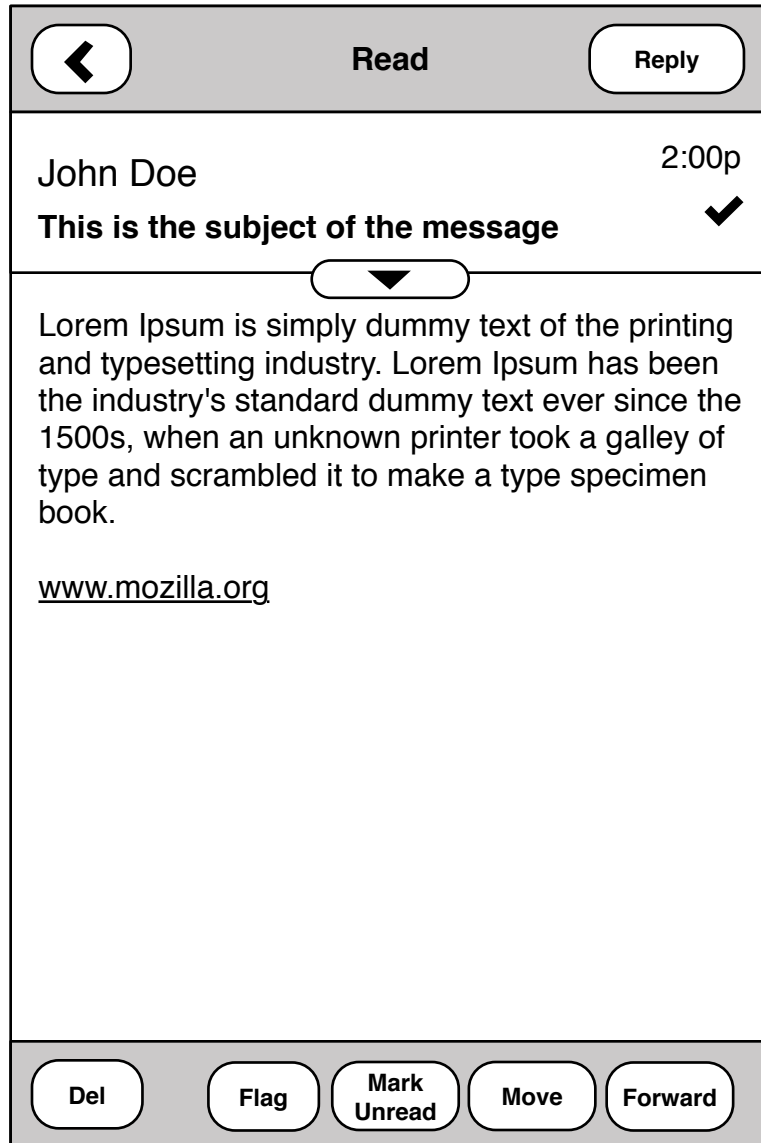 Read
Reply
John Doe
2:00p
This is the subject of the message
Lorem Ipsum is simply dummy text of the printing
and typesetting industry. Lorem Ipsum has been
the industry's standard dummy text ever since the
1500s, when an unknown printer took a galley of
type and scrambled it to make a type specimen
book.
www.mozilla.org
Del
Flag
Mark
Unread
Move
Forward